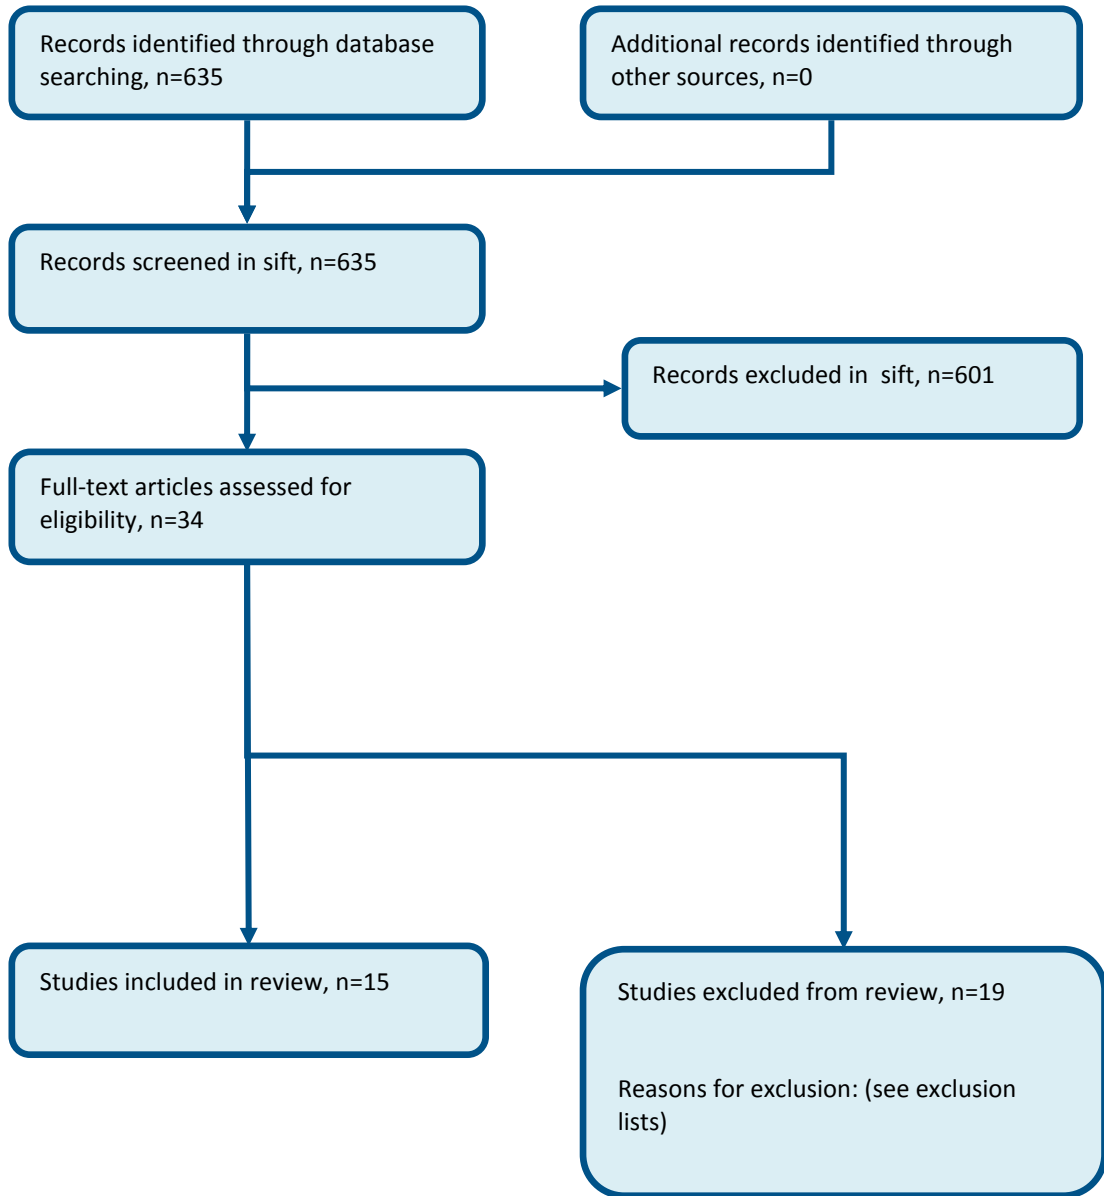 Records identified through database
searching, n=635
Additional records identified through
other sources, n=0
Records screened in sift, n=635
Records excluded in  sift, n=601
Full-text articles assessed for
eligibility, n=34
Studies included in review, n=15
Studies excluded from review, n=19
Reasons for exclusion: (see exclusion
lists)